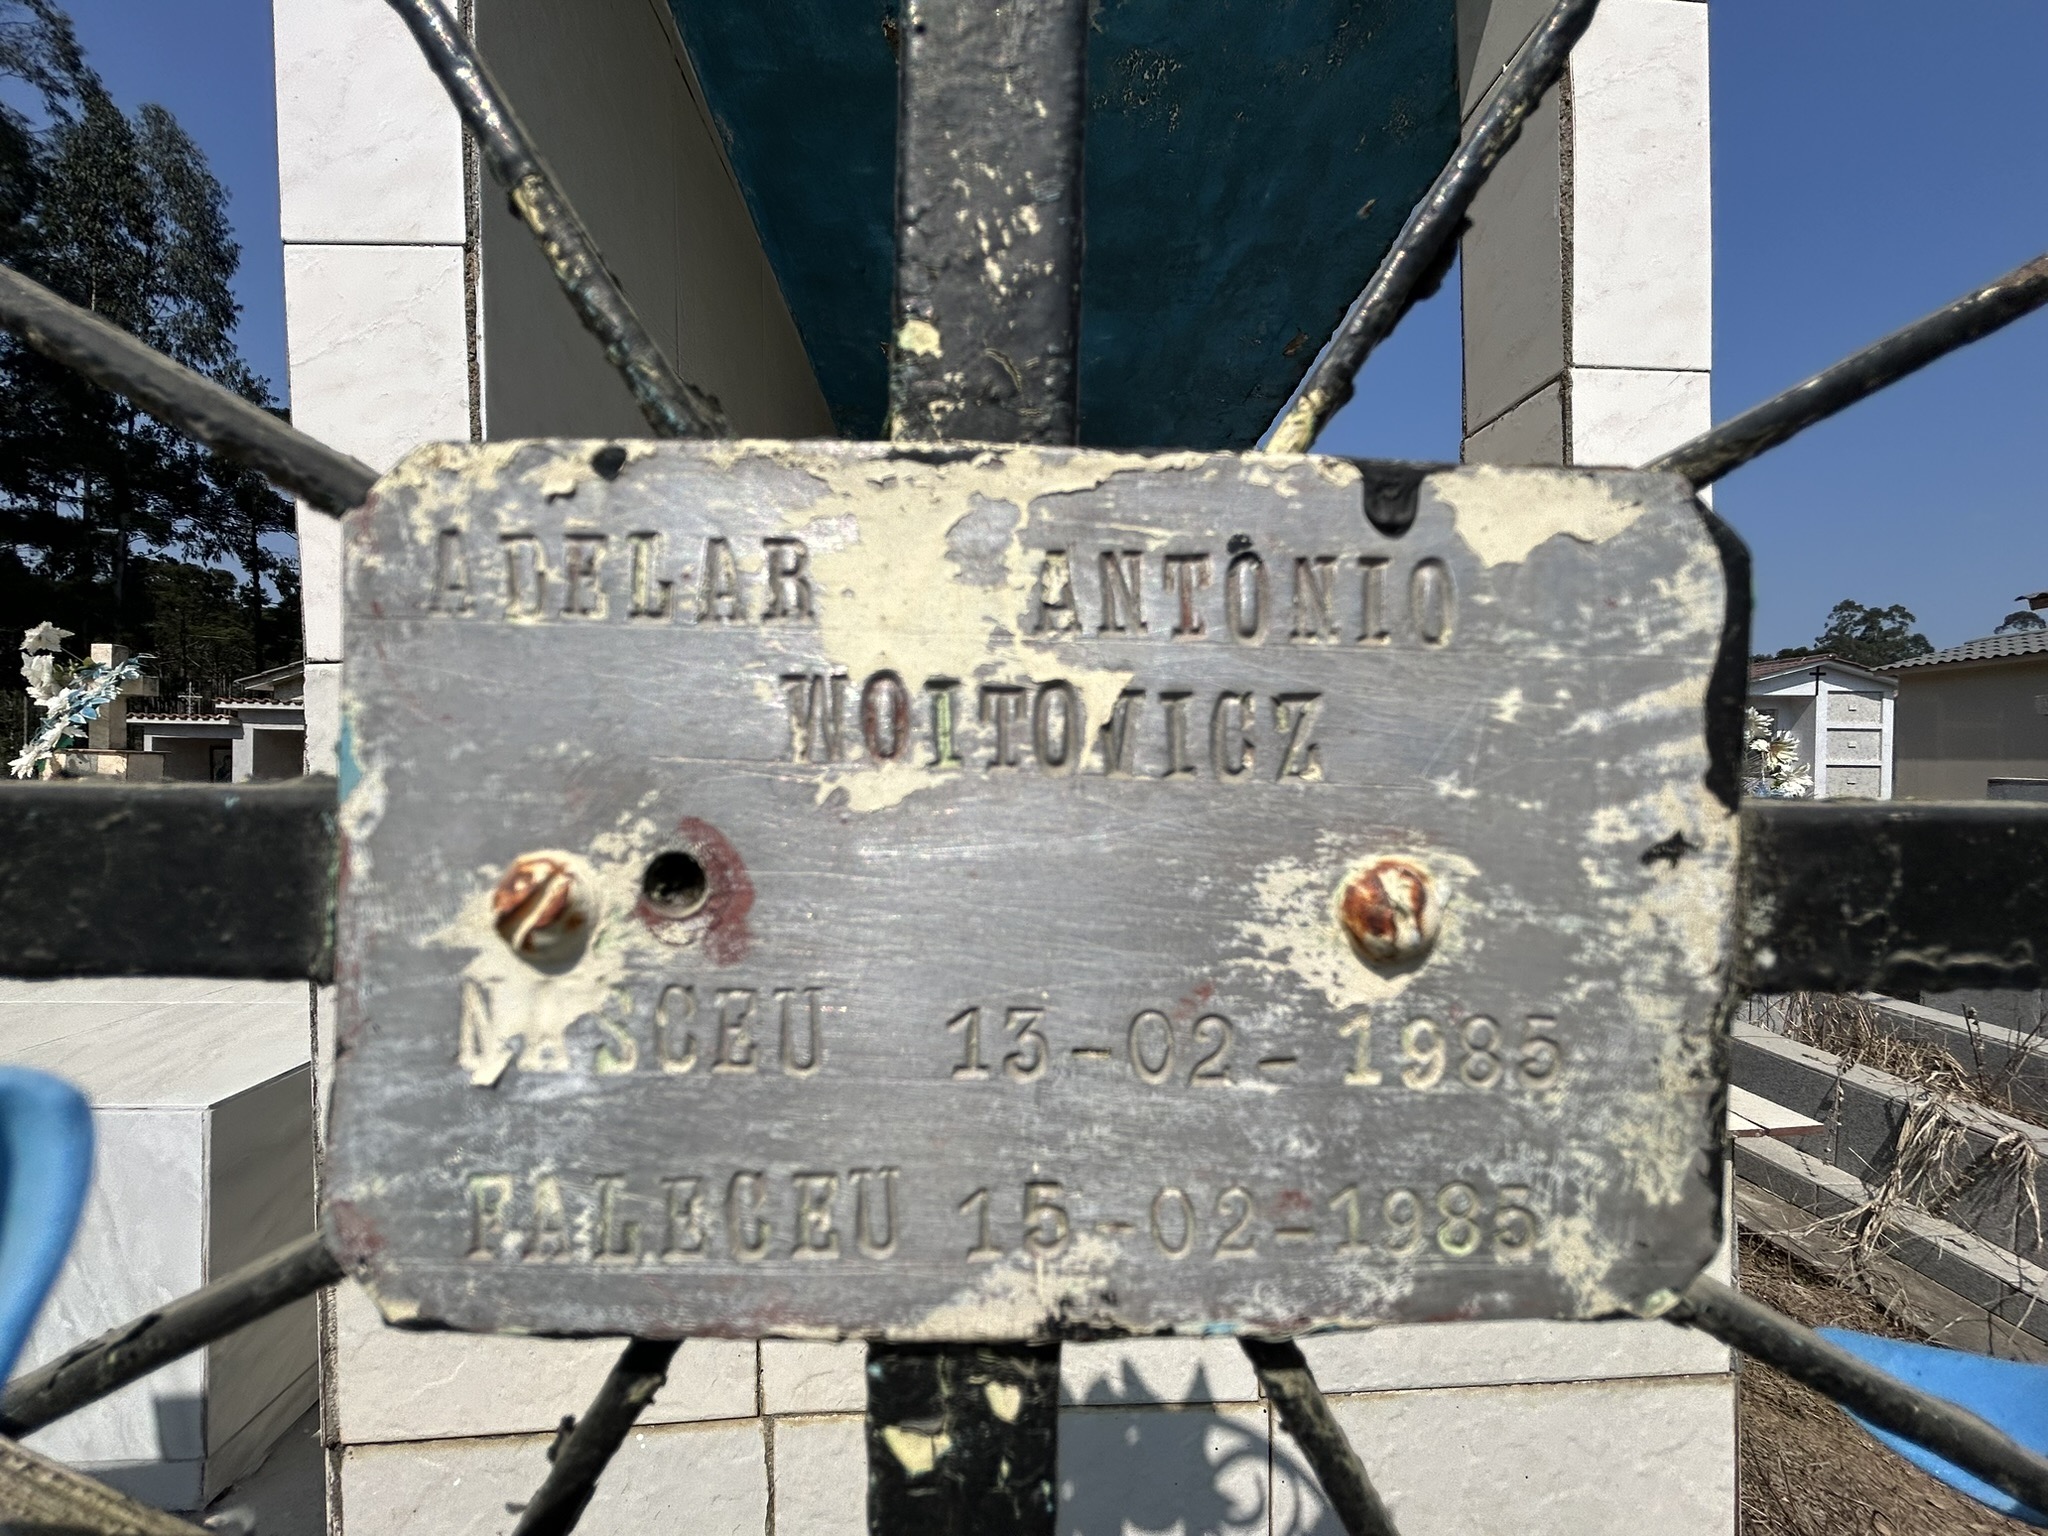 ADELAR ANTÔNIO
WOITOVICZ
NASCEU 13-02-1985
FALECEU 15-02-1985